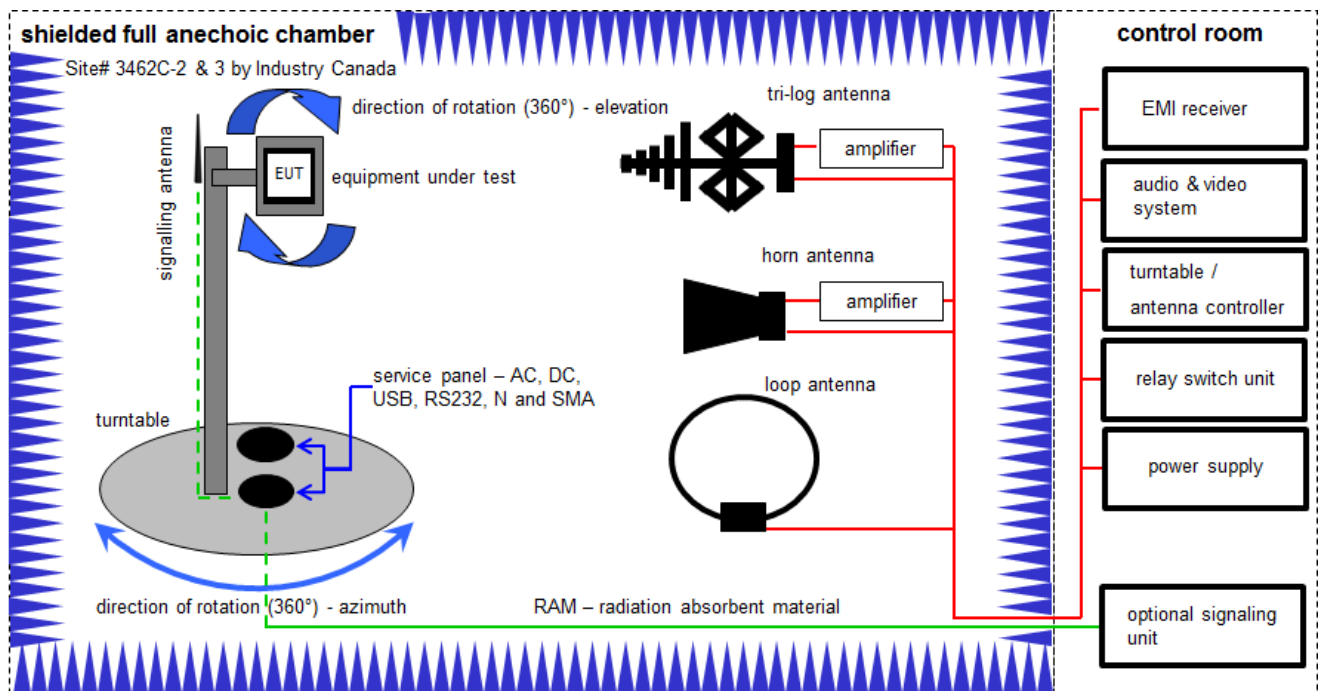 shielded full anechoic chamber
Site# 3462C-2 & 3 by Industry Canada
direction of rotation (360°) - elevation
signalling antenna
EUT
equipment under test
tri-log antenna
amplifier
horn antenna
amplifier
loop antenna
service panel – AC, DC,
USB, RS232, N and SMA
turntable
direction of rotation (360°) - azimuth
RAM – radiation absorbent material
control room
EMI receiver
audio & video
system
turntable /
antenna controller
relay switch unit
power supply
optional signaling
unit